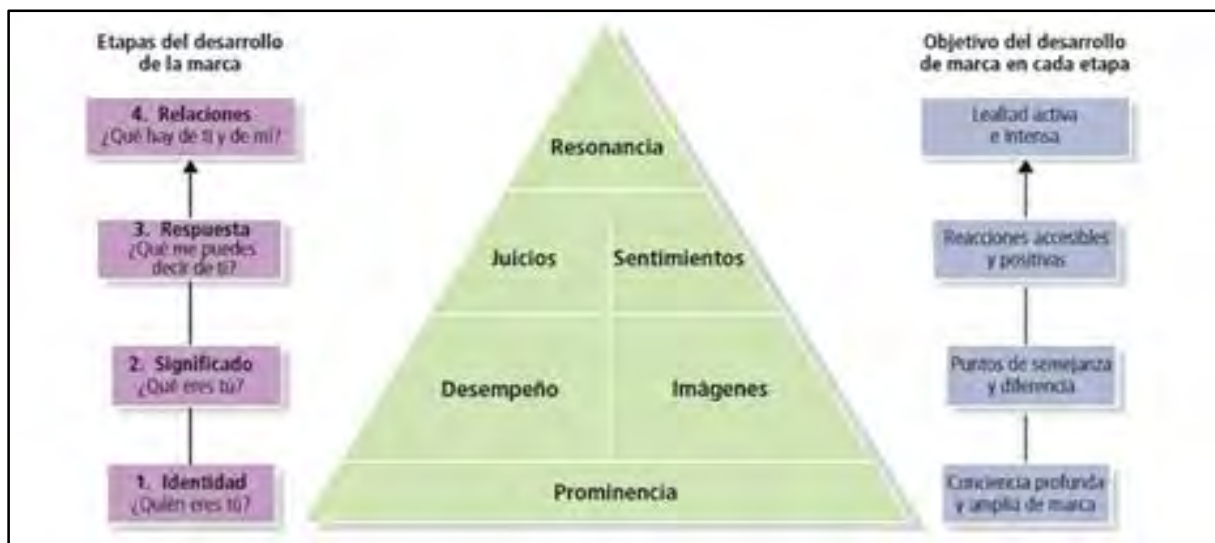 Etapas del desarrollo
de la marca
4. Relaciones
¿Qué hay de ti y de mí?
3. Respuesta
¿Qué me puedes
decir de ti?
2. Significado
¿Qué eres tú?
1. Identidad
¿Quién eres tú?
Resonancia
Juicios
Sentimientos
Desempeño
Imágenes
Prominencia
Objetivo del desarrollo
de marca en cada etapa
Lealtad activa
e intensa
Reacciones accesibles
y positivas
Puntos de semejanza
y diferencia
Conciencia profunda
y amplia de marca